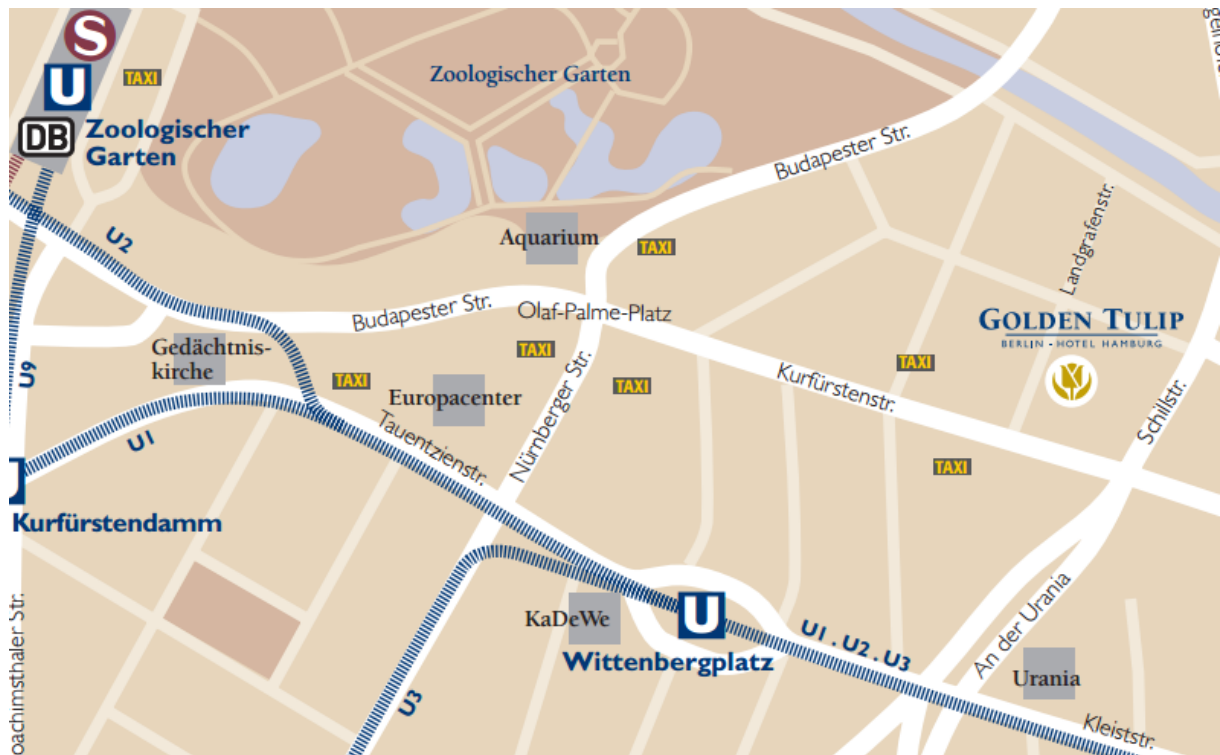 S
U
TAXI
DB
Zoologischer
Garten
Zoologischer Garten
Budapester Str.
Landgrafenstr.
U2
Aquarium
TAXI
Budapester Str.
Olaf-Palme-Platz
GOLDEN TULIP
BERLIN - HOTEL HAMBURG
Gedächtnis-
kirche
TAXI
TAXI
TAXI
TAXI
U9
Europacenter
Nürnberger Str.
Kurfürstenstr.
Schillstr.
U1
Tauentzienstr.
TAXI
Kurfürstendamm
KaDeWe
U
Wittenbergplatz
U1 . U2 . U3
An der Urania
Urania
U3
Kleiststr.
oachimsthaler Str.